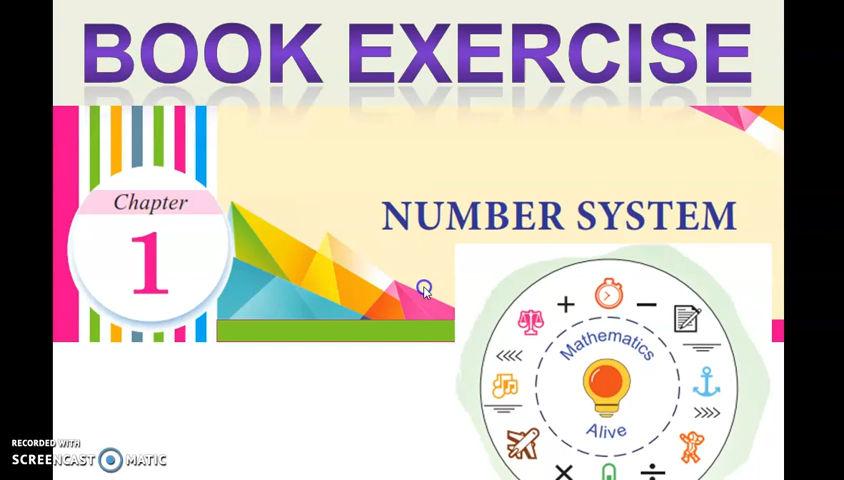 BOOK EXERCISE
Chapter
1
NUMBER SYSTEM
Mathematics
Alive
RECORDED WITH
SCREENCAST MATIC